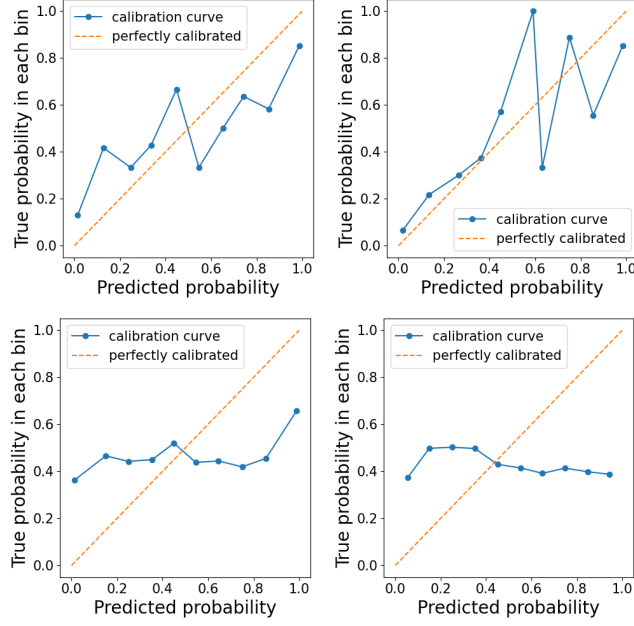 True probability in each bin
1.0
0.8
0.6
0.4
0.2
0.0
calibration curve
perfectly calibrated
0.0 0.2 0.4 0.6 0.8 1.0
Predicted probability
True probability in each bin
1.0
0.8
0.6
0.4
0.2
0.0
calibration curve
perfectly calibrated
0.0 0.2 0.4 0.6 0.8 1.0
Predicted probability
True probability in each bin
1.0
0.8
0.6
0.4
0.2
0.0
calibration curve
perfectly calibrated
0.0 0.2 0.4 0.6 0.8 1.0
Predicted probability
True probability in each bin
1.0
0.8
0.6
0.4
0.2
0.0
calibration curve
perfectly calibrated
0.0 0.2 0.4 0.6 0.8 1.0
Predicted probability